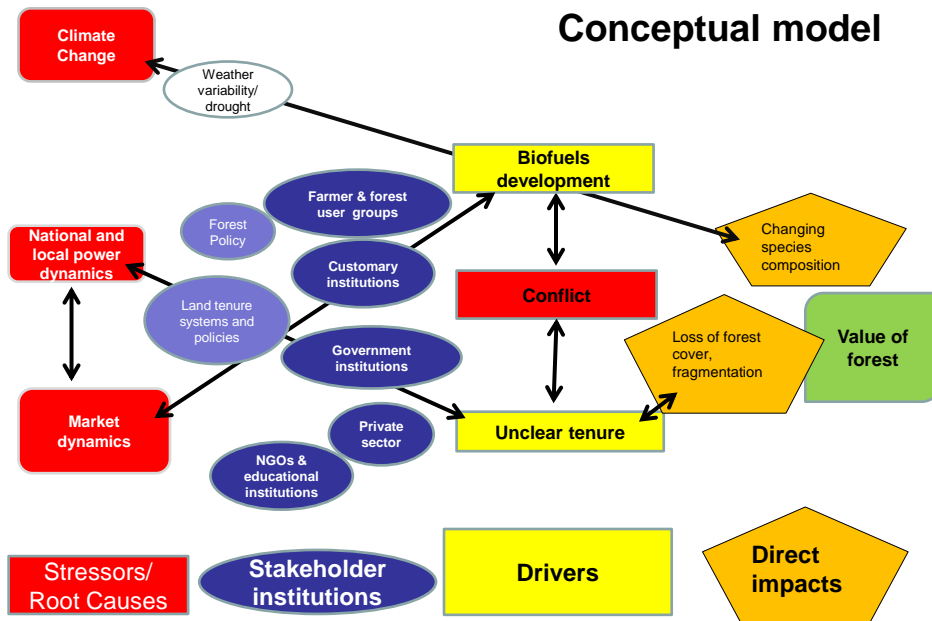 Conceptual model
Climate
Change
Weather
variability/
drought
Biofuels
development
Farmer & forest
user groups
Forest
Policy
National and
local power
dynamics
Customary
institutions
Changing
species
composition
Conflict
Land tenure
systems and
policies
Government
institutions
Loss of forest
cover,
fragmentation
Value of
forest
Market
dynamics
Private
sector
Unclear tenure
NGOs &
educational
institutions
Stressors/
Root Causes
Stakeholder
institutions
Drivers
Direct
impacts